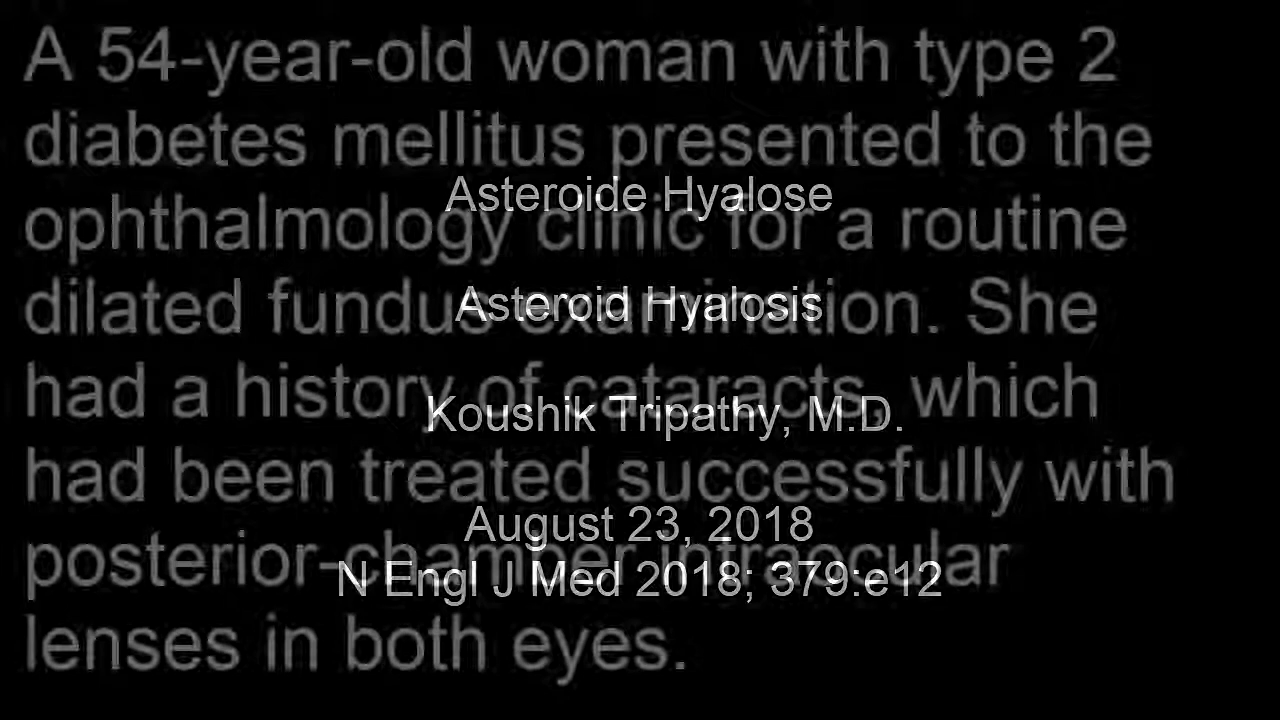 A 54-year-old woman with type 2
diabetes mellitus presented to the
Asteroide Hyalose
ophthalmology clinic for a routine
Asteroid Hyalosis
dilated fundus examination. She
had a history of cataracts, which
Koushik Tripathy, M.D.
had been treated successfully with
August 23, 2018
posterior-chamber intraocular
N Engl J Med 2018; 379:e12
lenses in both eyes.